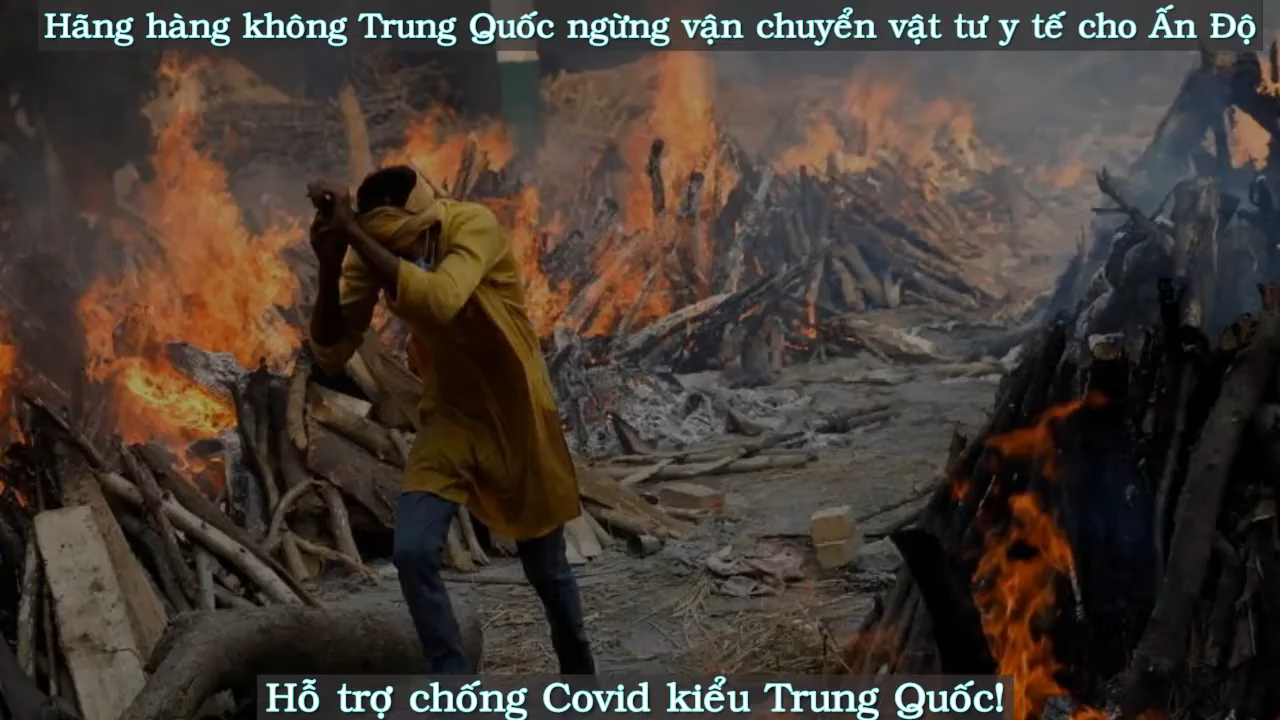 Hãng hàng không Trung Quốc ngừng vận chuyển vật tư y tế cho Ấn Độ
Hỗ trợ chống Covid kiểu Trung Quốc!